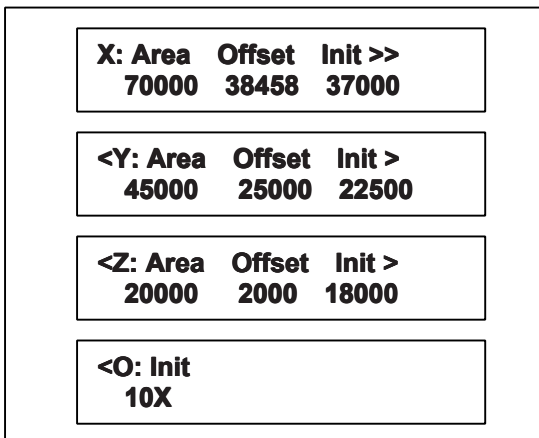 X: Area Offset Init >>
70000 38458 37000
<Y: Area Offset Init >
45000 25000 22500
<Z: Area Offset Init >
20000 2000 18000
<O: Init
10X